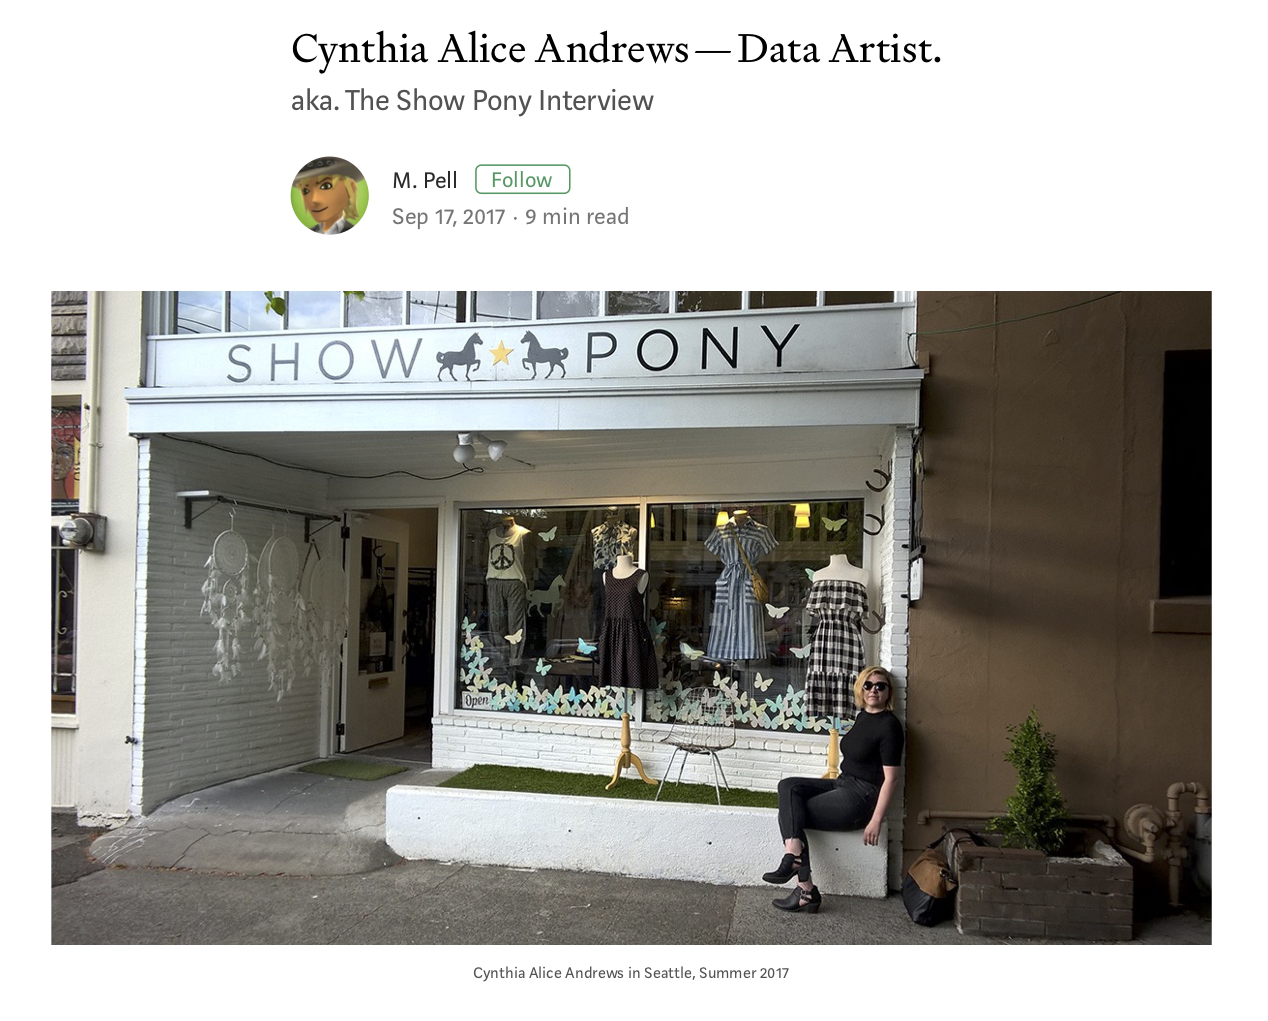 Cynthia Alice Andrews — Data Artist.
aka. The Show Pony Interview
M. Pell Follow
Sep 17, 2017 · 9 min read
SHOW PONY
Open
Cynthia Alice Andrews in Seattle, Summer 2017